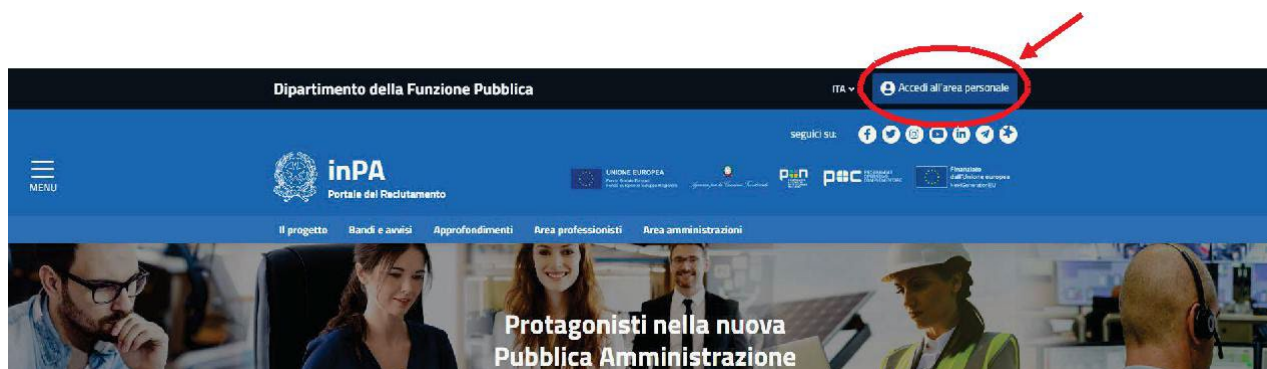 Dipartimento della Funzione Pubblica
ITA
Accedi all'area personale
seguici su:
MENU
inPA
Portale del Reclutamento
UNIONE EUROPEA
Finanziato
dall'Unione europea
NextGenerationEU
Il progetto Bandi e avvisi Approfondimenti Area professionisti Area amministrazioni
Protagonisti nella nuova
Pubblica Amministrazione